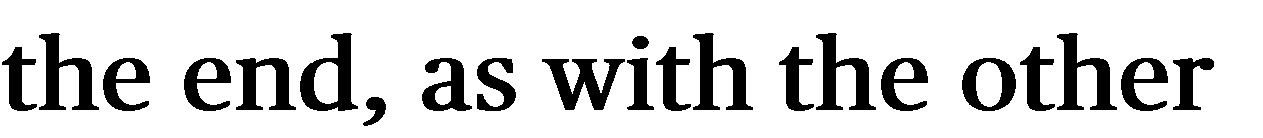 the end, as with the other